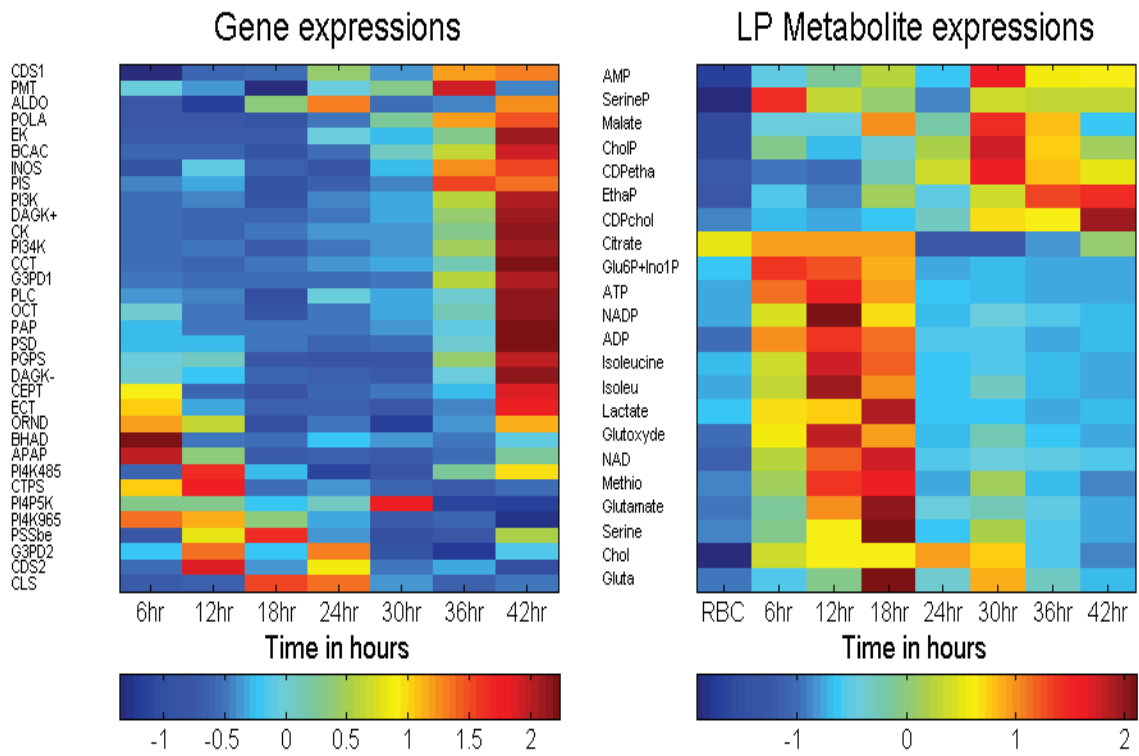 Gene expressions
CDS1
PMT
ALDO
POLA
EK
BCAC
INOS
PIS
PI3K
DAGK+
CK
PI34K
CCT
G3PD1
PLC
OCT
PAP
PSD
PGPS
DAGK-
CEPT
ECT
ORND
BHAD
APAP
PI4K485
CTPS
PI4P5K
PI4K965
PSSbe
G3PD2
CDS2
CLS
6hr 12hr 18hr 24hr 30hr 36hr 42hr
Time in hours
-1 -0.5 0 0.5 1 1.5 2
LP Metabolite expressions
AMP
SerineP
Malate
CholP
CDPetha
EthaP
CDPchol
Citrate
Glu6P+Ino1P
ATP
NADP
ADP
Isoleucine
Isoleu
Lactate
Glutoxyde
NAD
Methio
Glutamate
Serine
Chol
Gluta
RBC 6hr 12hr 18hr 24hr 30hr 36hr 42hr
Time in hours
-1 0 1 2